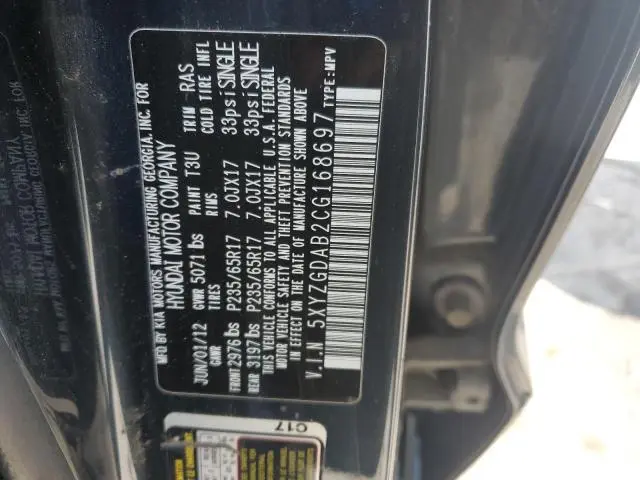 MFD BY KIA MOTORS MANUFACTURING GEORGIA, INC. FOR
HYUNDAI MOTOR COMPANY
JUN/01/12 GVWR 5071 lbs PAINT T3U TRIM RAS
GAWR TIRES RIMS COLD TIRE INFL
FRONT 2976 lbs P235/65R17 7.0JX17 33psi SINGLE
REAR 3197 lbs P235/65R17 7.0JX17 33psi SINGLE
THIS VEHICLE CONFORMS TO ALL APPLICABLE U.S.A. FEDERAL
MOTOR VEHICLE SAFETY AND THEFT PREVENTION STANDARDS
IN EFFECT ON THE DATE OF MANUFACTURE SHOWN ABOVE
V.I.N 5XYZGDAB2CG168697 TYPE:MPV
C17